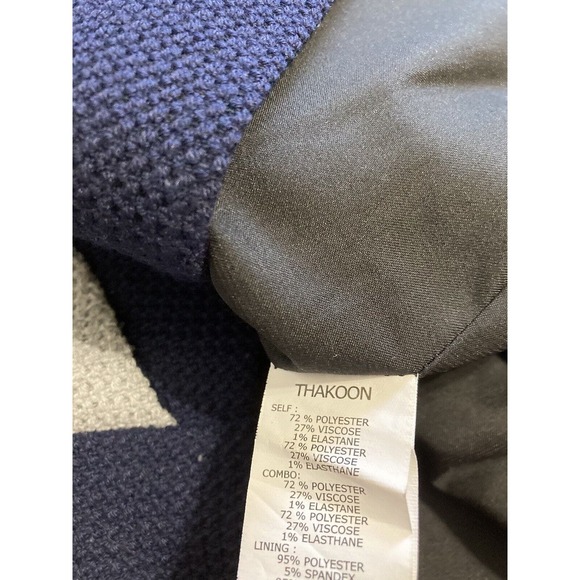 THAKOON
SELF :
72 % POLYESTER
27% VISCOSE
1% ELASTANE
72 % POLYESTER
27% VISCOSE
1% ELASTHANE
COMBO:
72 % POLYESTER
27% VISCOSE
1% ELASTANE
72 % POLYESTER
27% VISCOSE
1% ELASTHANE
LINING :
95% POLYESTER
5% SPANDEX